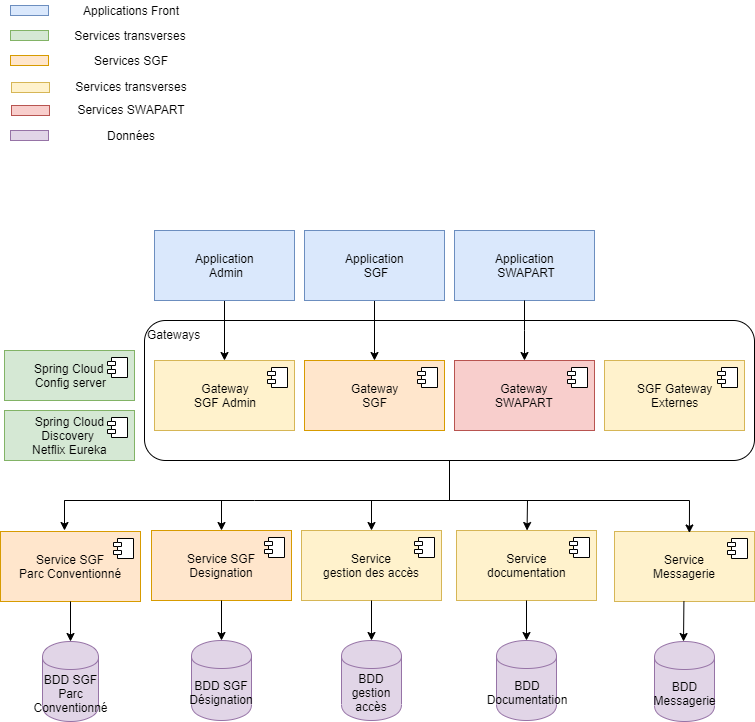 Applications Front
Services transverses
Services SGF
Services transverses
Services SWAPART
Données
Application
Admin
Application
SGF
Application
SWAPART
Gateways
Spring Cloud
Config server
Gateway
SGF Admin
Gateway
SGF
Gateway
SWAPART
SGF Gateway
Externes
Spring Cloud
Discovery
Netflix Eureka
Service SGF
Parc Conventionné
Service SGF
Designation
Service
gestion des accès
Service
documentation
Service
Messagerie
BDD SGF
Parc
Conventionné
BDD SGF
Désignation
BDD
gestion
accès
BDD
Documentation
BDD
Messagerie